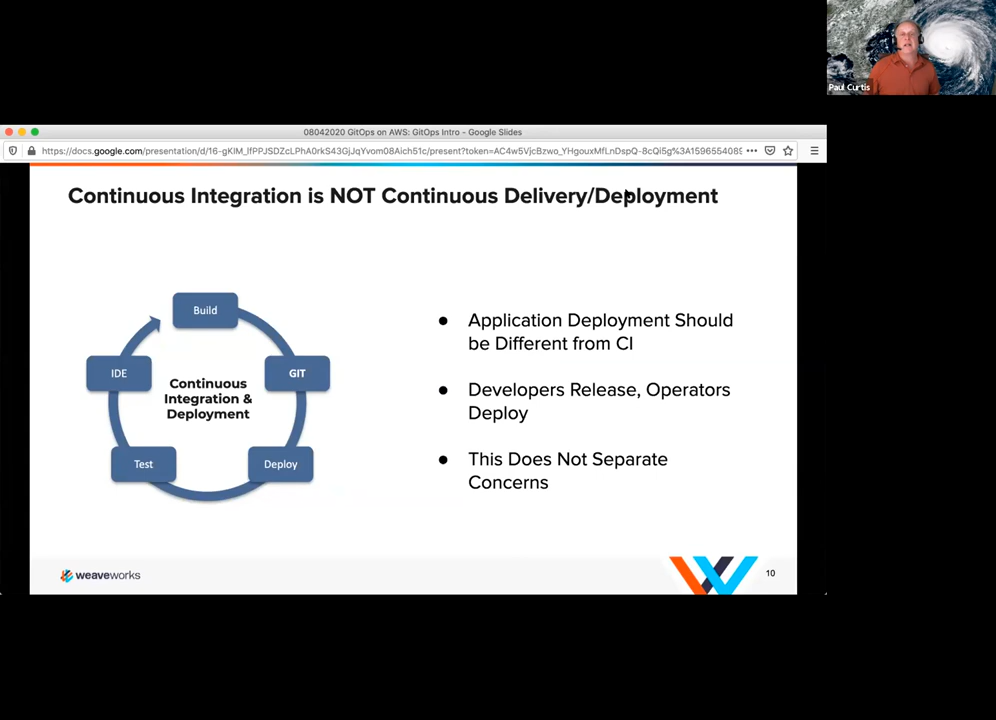 Paul Curtis
08042020 GitOps on AWS: GitOps Intro - Google Slides
Continuous Integration is NOT Continuous Delivery/Deployment
Build
IDE
GIT
Continuous
Integration &
Deployment
Test
Deploy
● Application Deployment Should
be Different from CI
● Developers Release, Operators
Deploy
● This Does Not Separate
Concerns
weaveworks
10